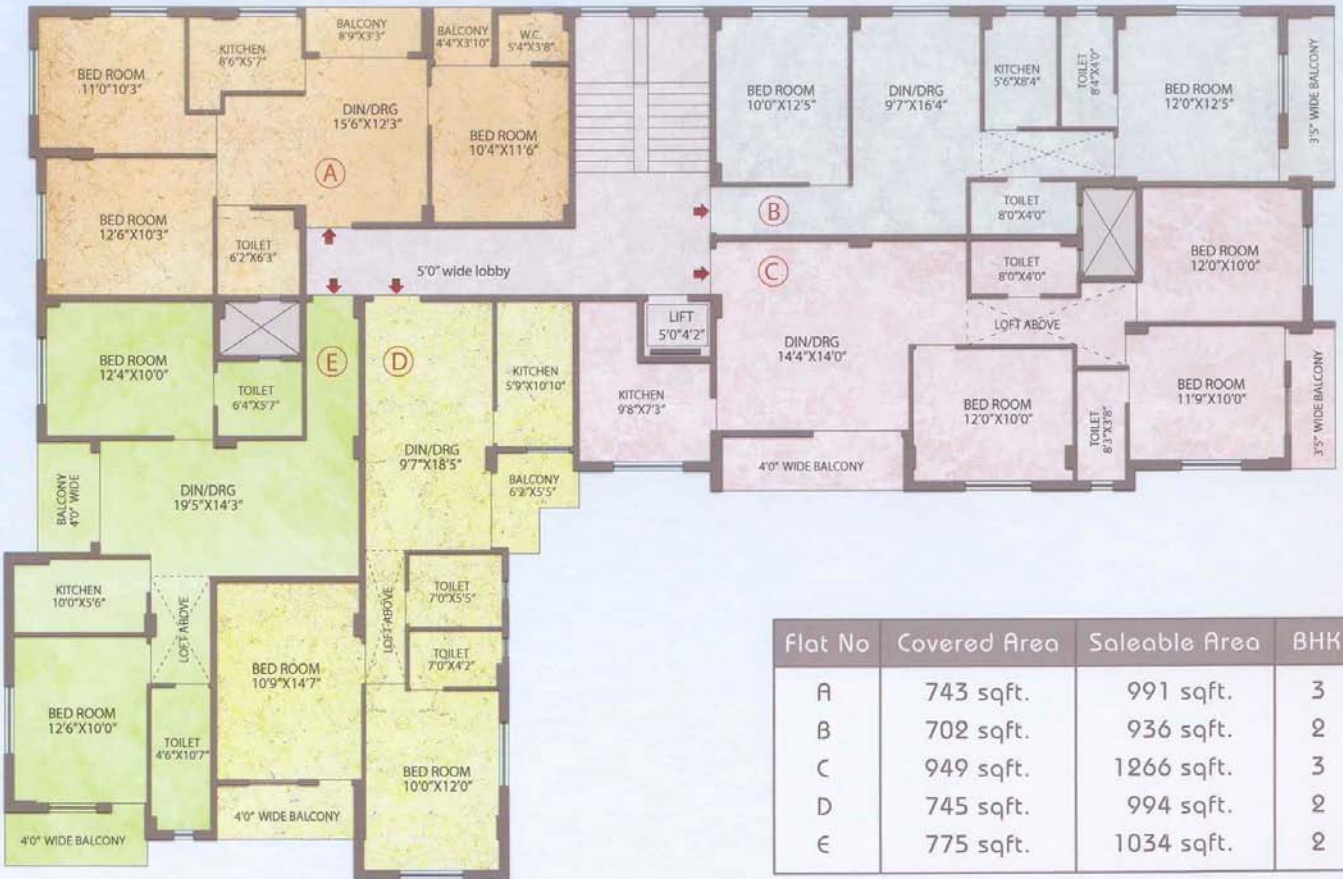 BED ROOM
11'0"10'3"
KITCHEN
8'6"X5'7"
BALCONY
8'9"X3'3"
BALCONY
4'4"X3'10"
W.C.
5'4"X3'8"
DIN/DRG
15'6"X12'3"
BED ROOM
10'4"X11'6"
A
BED ROOM
12'6"X10'3"
TOILET
6'2"X6'3"
5'0" wide lobby
BED ROOM
10'0"X12'5"
DIN/DRG
9'7"X16'4"
KITCHEN
5'6"X8'4"
TOILET
8'4"X4'0"
BED ROOM
12'0"X12'5"
3'5" WIDE BALCONY
B
TOILET
8'0"X4'0"
C
TOILET
8'0"X4'0"
BED ROOM
12'0"X10'0"
LOFT ABOVE
LIFT
5'0"4'2"
DIN/DRG
14'4"X14'0"
KITCHEN
9'8"X7'3"
BED ROOM
12'0"X10'0"
TOILET
8'3"X3'8"
BED ROOM
11'9"X10'0"
3'5" WIDE BALCONY
4'0" WIDE BALCONY
BED ROOM
12'4"X10'0"
TOILET
6'4"X5'7"
E
D
KITCHEN
5'9"X10'10"
DIN/DRG
9'7"X18'5"
BALCONY
6'2"X5'5"
DIN/DRG
19'5"X14'3"
BALCONY
4'0" WIDE
KITCHEN
10'0"X5'6"
LOFT ABOVE
LOFT ABOVE
TOILET
7'0"X5'5"
TOILET
7'0"X4'2"
BED ROOM
10'9"X14'7"
BED ROOM
12'6"X10'0"
TOILET
4'6"X10'7"
BED ROOM
10'0"X12'0"
4'0" WIDE BALCONY
4'0" WIDE BALCONY
Flat No Covered Area Saleable Area BHK
A 743 sqft. 991 sqft. 3
B 702 sqft. 936 sqft. 2
C 949 sqft. 1266 sqft. 3
D 745 sqft. 994 sqft. 2
E 775 sqft. 1034 sqft. 2